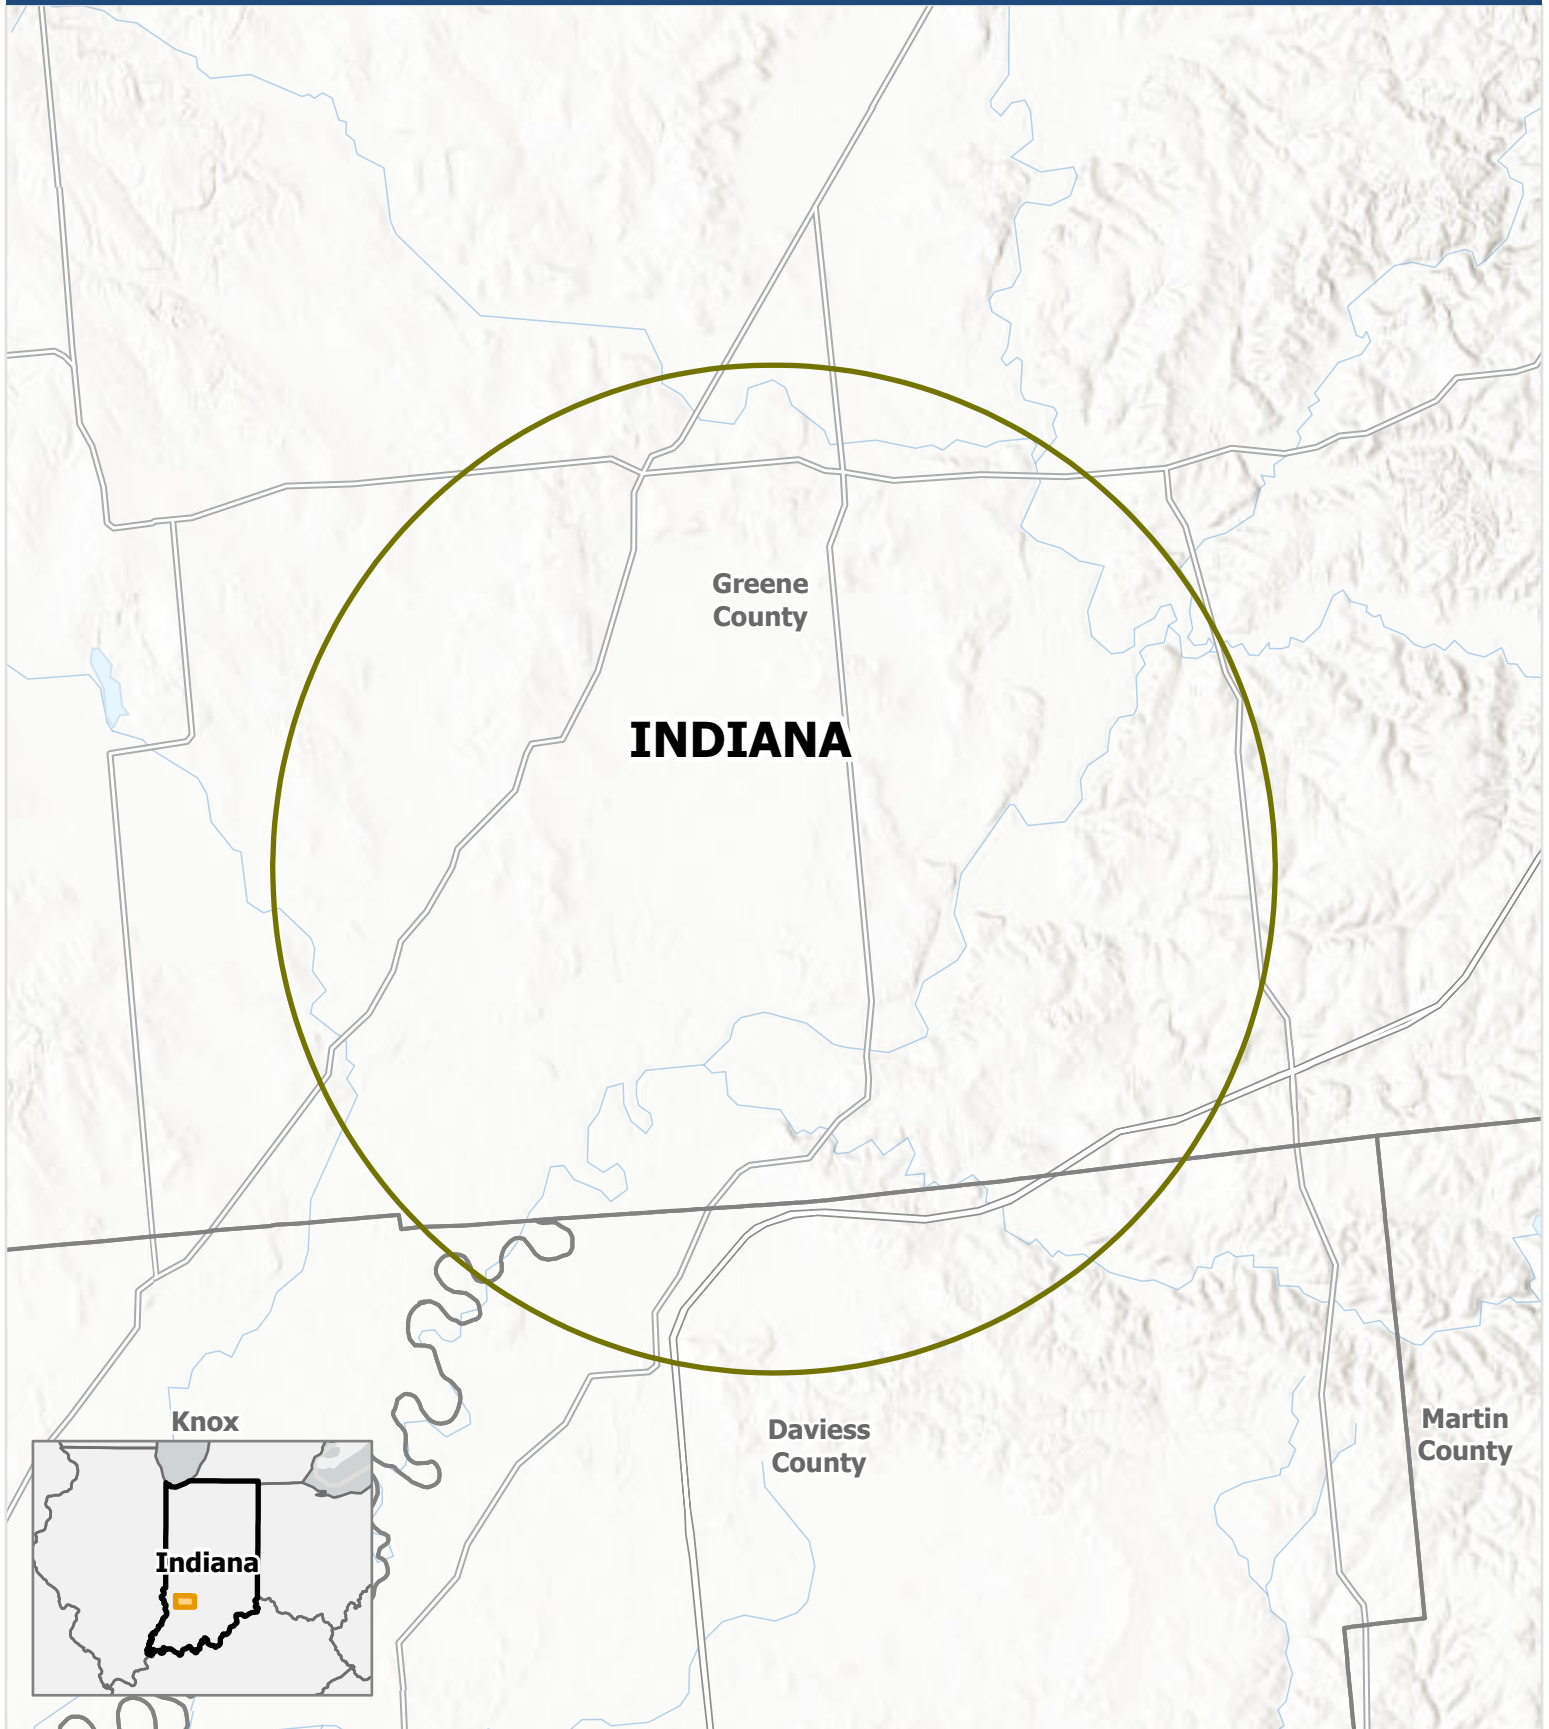 Greene
County
INDIANA
Knox
Daviess
County
Martin
County
Indiana